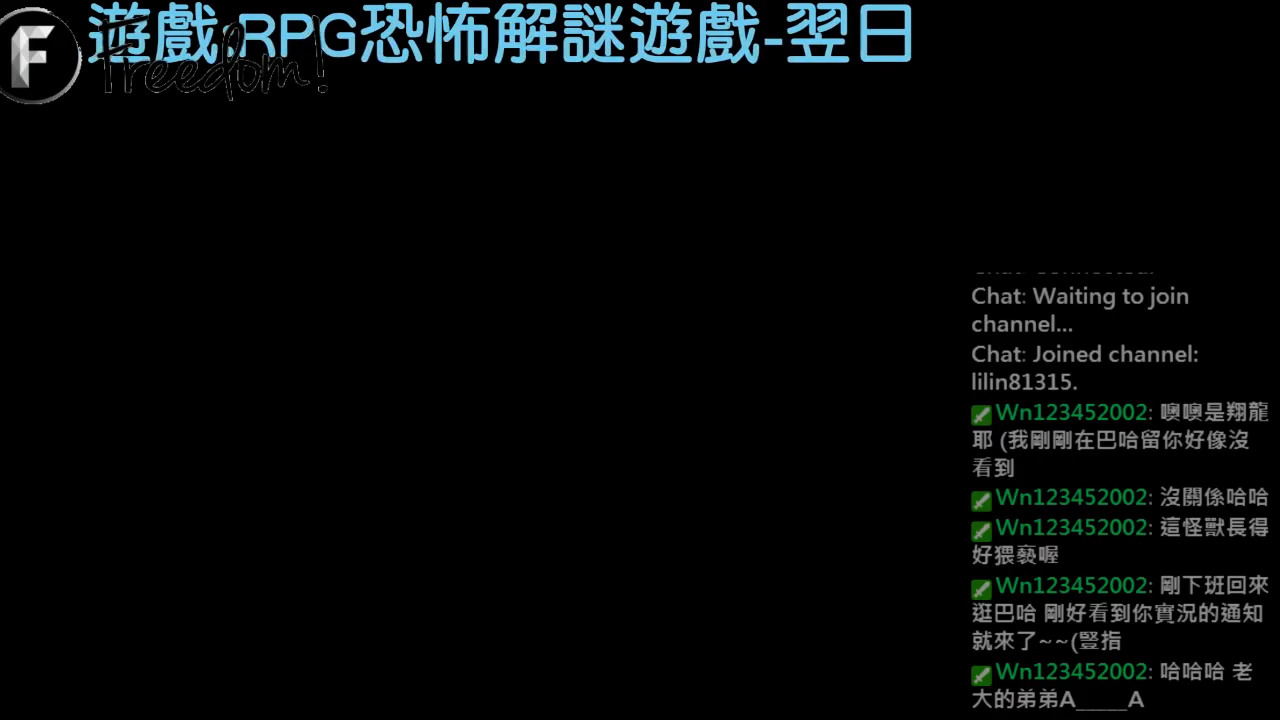 遊戲:RPG恐怖解謎遊戲-翌日
F
Freedom!
Chat: Connected.
Chat: Waiting to join
channel...
Chat: Joined channel:
lilin81315.
Wn123452002: 噢噢是翔龍
耶 (我剛剛在巴哈留你好像沒
看到
Wn123452002: 沒關係哈哈
Wn123452002: 這怪獸長得
好猥褻喔
Wn123452002: 剛下班回來
逛巴哈 剛好看到你實況的通知
就來了~~(豎指
Wn123452002: 哈哈哈 老
大的弟弟A_____A